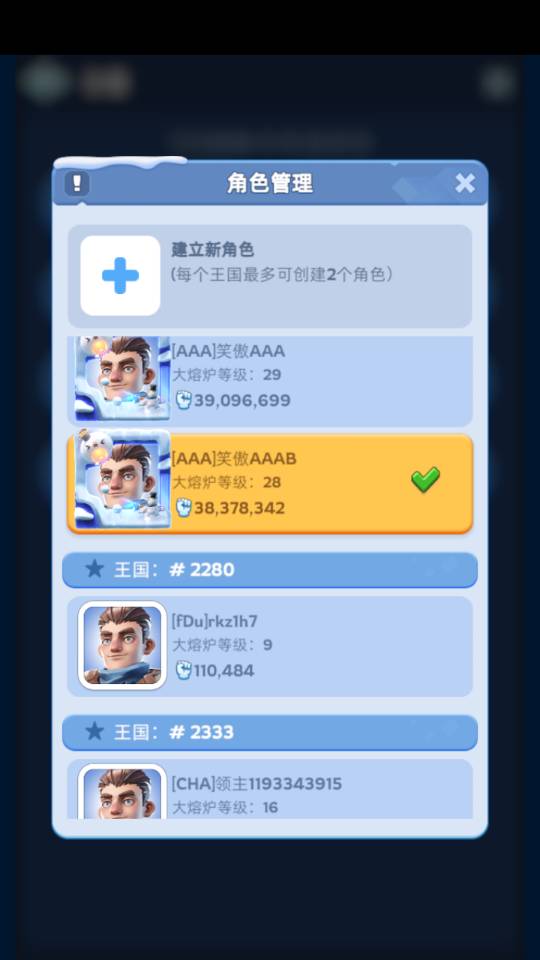 角色管理
建立新角色
(每个王国最多可创建2个角色)
[AAA]笑傲AAA
大熔炉等级：29
39,096,699
[AAA]笑傲AAAB
大熔炉等级：28
38,378,342
王国：# 2280
[fDu]rkz1h7
大熔炉等级：9
110,484
王国：# 2333
[CHA]领主1193343915
大熔炉等级：16